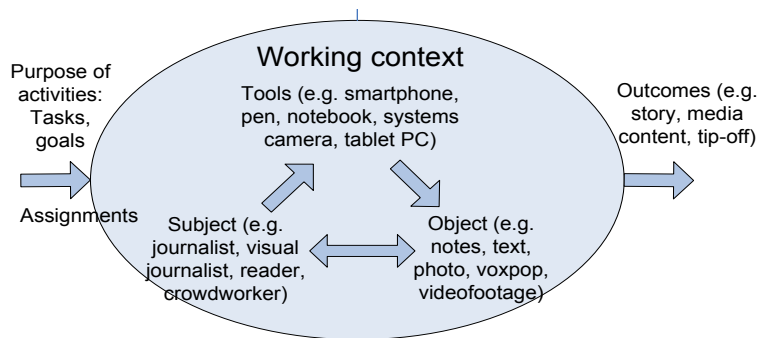 Working context
Purpose of
activities:
Tasks,
goals
Assignments
Tools (e.g. smartphone,
pen, notebook, systems
camera, tablet PC)
Subject (e.g.
journalist, visual
journalist, reader,
crowdworker)
Object (e.g.
notes, text,
photo, voxpop,
videofootage)
Outcomes (e.g.
story, media
content, tip-off)